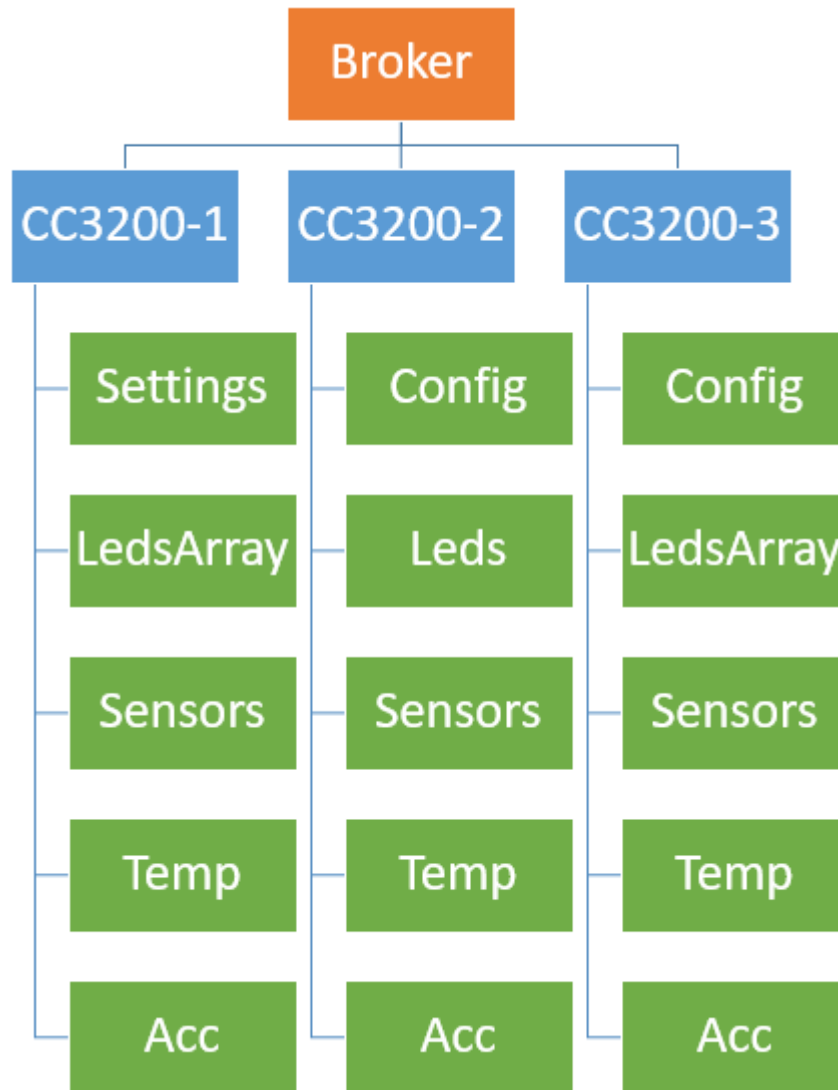 Broker
CC3200-1
CC3200-2
CC3200-3
Settings
Config
Config
LedsArray
Leds
LedsArray
Sensors
Sensors
Sensors
Temp
Temp
Temp
Acc
Acc
Acc